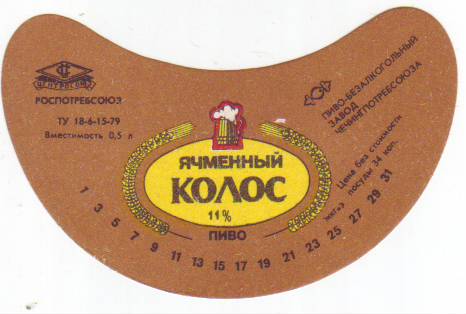 ЦЕНТРОСОЮЗ
РОСПОТРЕБСОЮЗ
ТУ 18-6-15-79
Вместимость 0,5 л
ПИВО-БЕЗАЛКОГОЛЬНЫЙ
ЗАВОД
ЧЕЧИНГПОТРЕБСОЮЗА
Цена без стоимости
посуды 34 коп.
ЯЧМЕННЫЙ
КОЛОС
11%
ПИВО
1 3 5 7 9 11 13 15 17 19 21 23 25 27 29 31